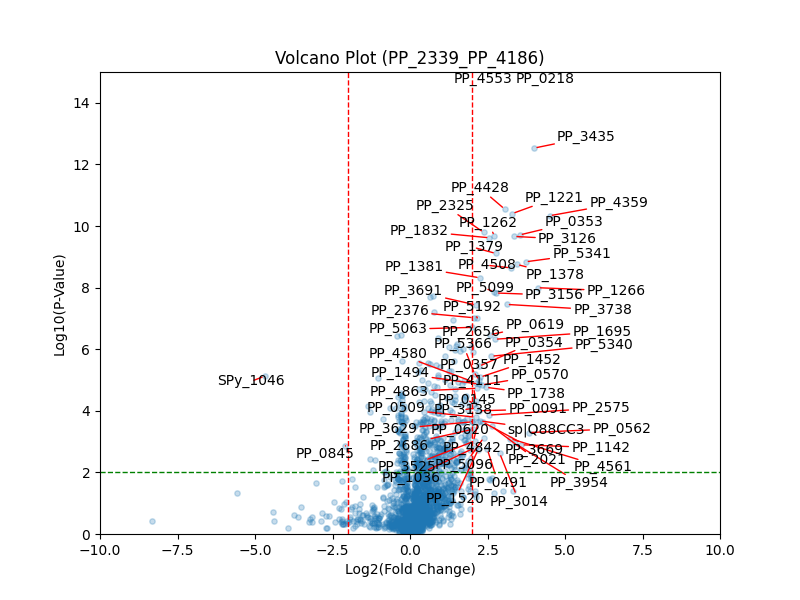 Volcano Plot (PP_2339_PP_4186)
PP_4553 PP_0218
14
PP_3435
12
PP_4428
PP_1221
PP_2325
PP_4359
PP_1262
PP_0353
10
PP_1832
PP_3126
PP_1379
PP_5341
PP_4508
PP_1381
PP_1378
8
PP_5099
PP_3691
PP_1266
PP_3156
PP_5192
PP_2376
PP_3738
PP_0619
PP_5063
PP_2656
PP_1695
PP_5366
PP_0354
PP_5340
6
PP_4580
PP_1452
PP_0357
PP_1494
PP_0570
SPy_1046
PP_4111
PP_4863
PP_1738
PP_0145
4
PP_0509
PP_3138
PP_0091
PP_2575
PP_3629
PP_0620
sp|Q88CC3
PP_0562
PP_2686
PP_4842
PP_3669
PP_1142
PP_0845
PP_2021
PP_3525
PP_5096
PP_4561
2
PP_1036
PP_0491
PP_3954
PP_1520
PP_3014
0
−10.0 −7.5 −5.0 −2.5 0.0 2.5 5.0 7.5 10.0
Log2(Fold Change)
Log10(P-Value)